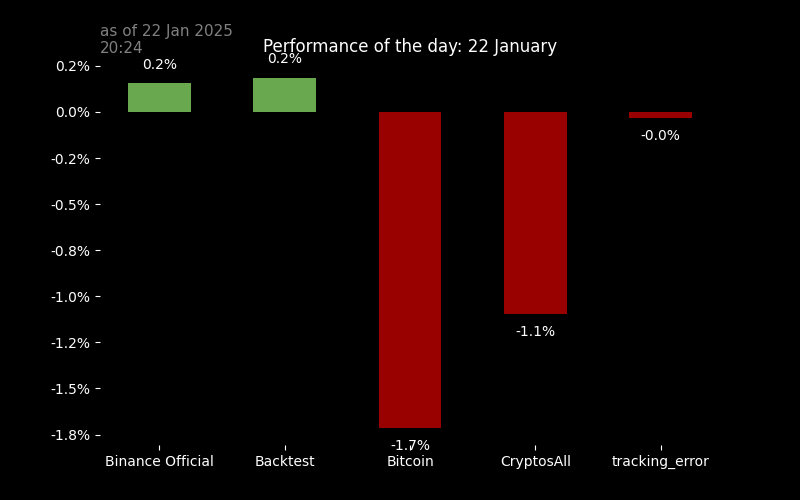 as of 22 Jan 2025
20:24
Performance of the day: 22 January
0.2%
0.0%
-0.2%
-0.5%
-0.8%
-1.0%
-1.2%
-1.5%
-1.8%
0.2%
0.2%
-1.7%
-1.1%
-0.0%
Binance Official
Backtest
Bitcoin
CryptosAll
tracking_error